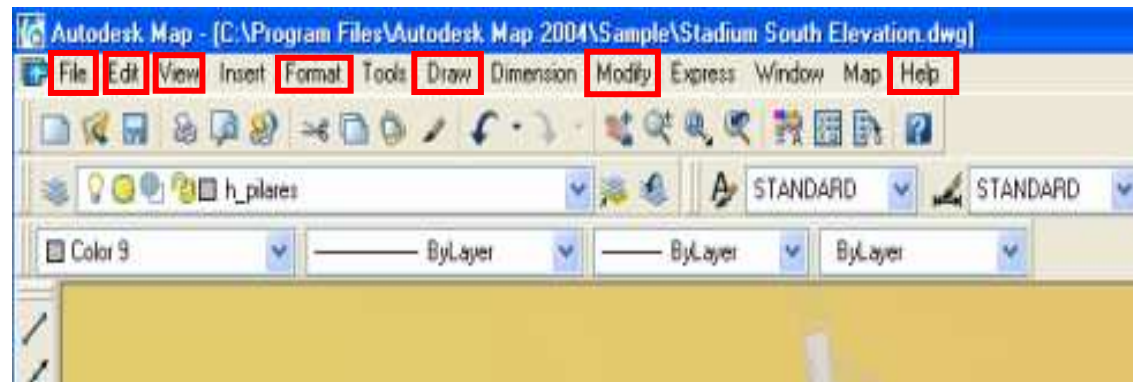 Autodesk Map - [C:\Program Files\Autodesk Map 2004\Sample\Stadium South Elevation.dwg]
File Edit View Insert Format Tools Draw Dimension Modify Express Window Map Help
h_pilares STANDARD STANDARD
Color 9 ByLayer ByLayer ByLayer